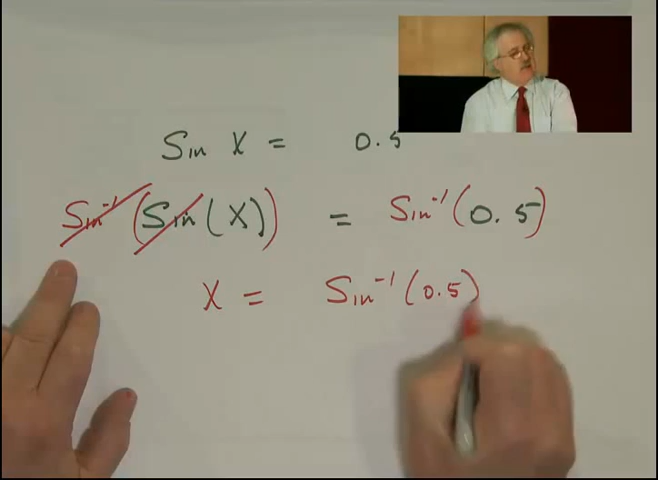 Sin X = 0.5
Sin⁻¹ (Sin (X)) = Sin⁻¹ (0.5)
X = Sin⁻¹ (0.5)